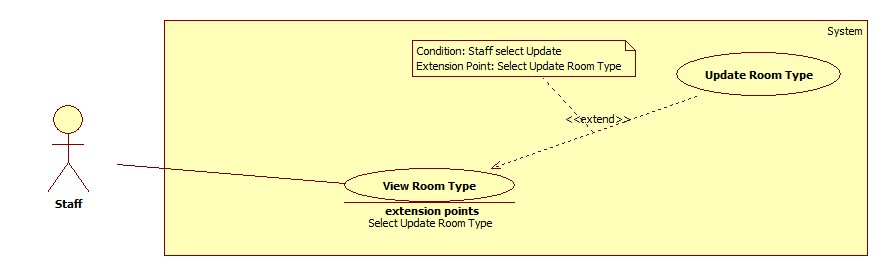 System
Condition: Staff select Update
Extension Point: Select Update Room Type
Update Room Type
<<extend>>
View Room Type
extension points
Select Update Room Type
Staff